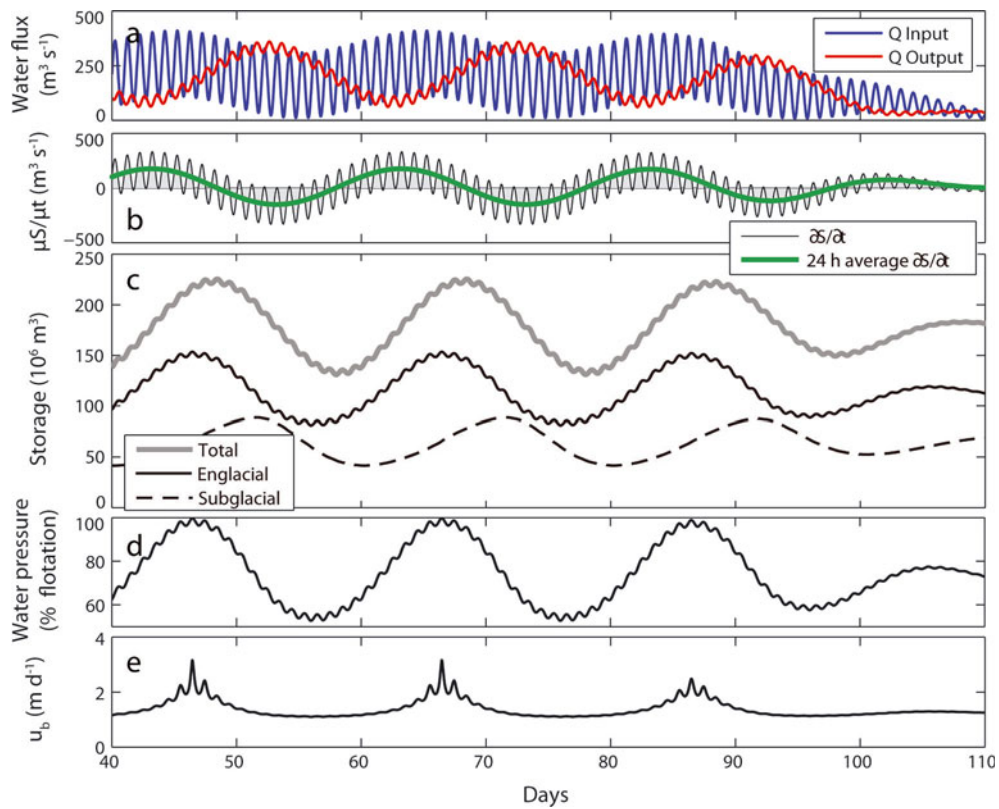 500
250
0
Water flux
(m³ s⁻¹)
a
Q Input
Q Output
500
0
−500
μS/μt (m³ s⁻¹)
b
∂S/∂t
24 h average ∂S/∂t
250
200
150
100
50
0
Storage (10⁶ m³)
c
Total
Englacial
Subglacial
100
80
60
Water pressure
(% flotation)
d
4
2
0
u_b (m d⁻¹)
e
40 50 60 70 80 90 100 110
Days